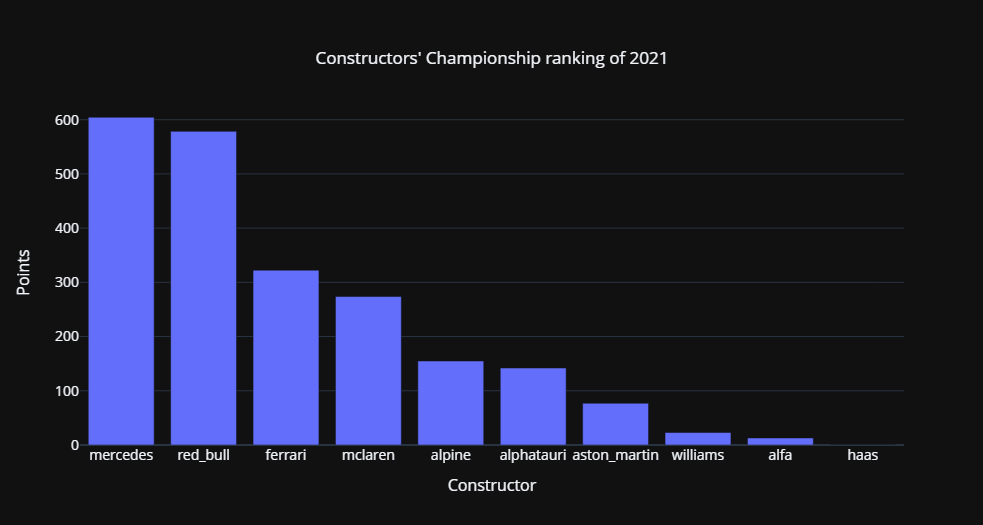 Constructors' Championship ranking of 2021
600
500
400
300
200
100
0
Points
mercedes red_bull ferrari mclaren alpine alphatauri aston_martin williams alfa haas
Constructor